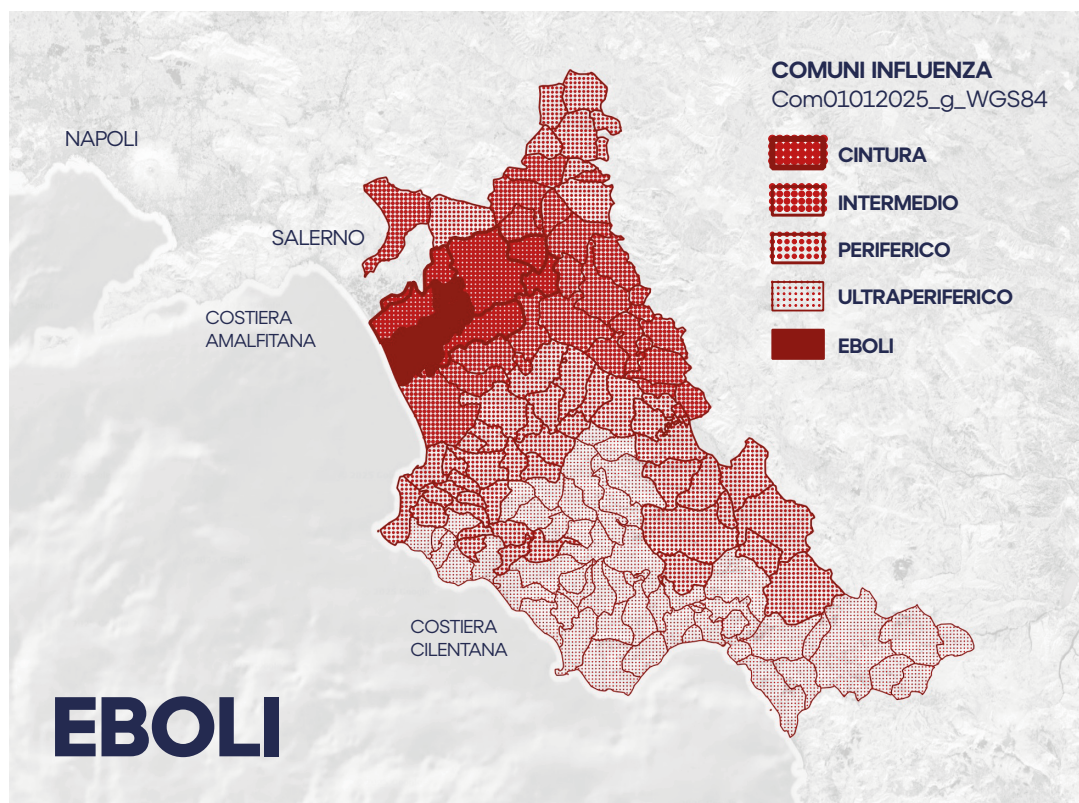 COMUNI INFLUENZA
Com01012025_g_WGS84
NAPOLI
CINTURA
INTERMEDIO
SALERNO
PERIFERICO
ULTRAPERIFERICO
COSTIERA
AMALFITANA
EBOLI
COSTIERA
CILENTANA
EBOLI